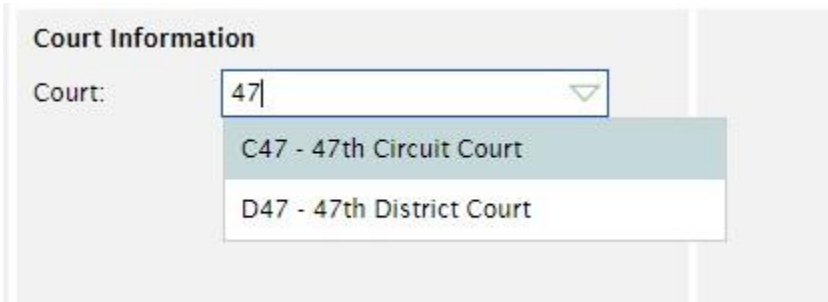 Court Information
Court: 47
C47 - 47th Circuit Court
D47 - 47th District Court